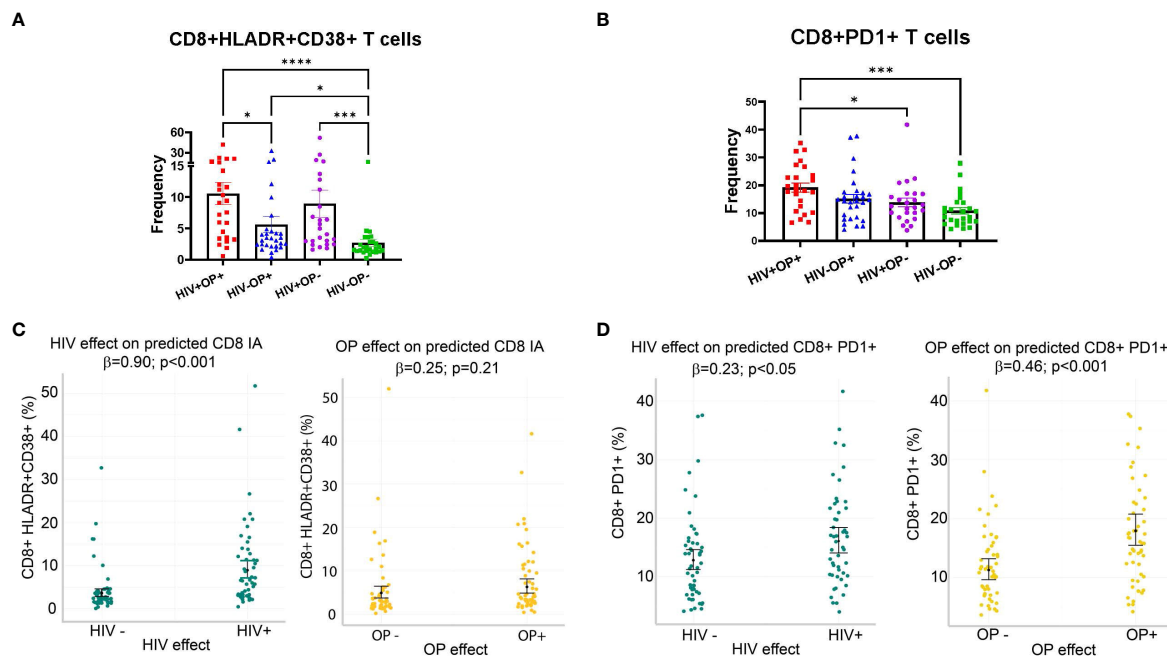 A
CD8+HLADR+CD38+ T cells
****
*
*
***
60
30
15
10
5
0
Frequency
HIV+OP+
HIV-OP+
HIV+OP-
HIV-OP-
B
CD8+PD1+ T cells
***
*
50
40
30
20
10
0
Frequency
HIV+OP+
HIV-OP+
HIV+OP-
HIV-OP-
C
HIV effect on predicted CD8 IA
β=0.90; p<0.001
50
40
30
20
10
0
CD8+ HLADR+CD38+ (%)
HIV -
HIV+
HIV effect
OP effect on predicted CD8 IA
β=0.25; p=0.21
50
40
30
20
10
0
CD8+ HLADR+CD38+ (%)
OP -
OP+
OP effect
D
HIV effect on predicted CD8+ PD1+
β=0.23; p<0.05
40
30
20
10
CD8+ PD1+ (%)
HIV -
HIV+
HIV effect
OP effect on predicted CD8+ PD1+
β=0.46; p<0.001
40
30
20
10
CD8+ PD1+ (%)
OP -
OP+
OP effect